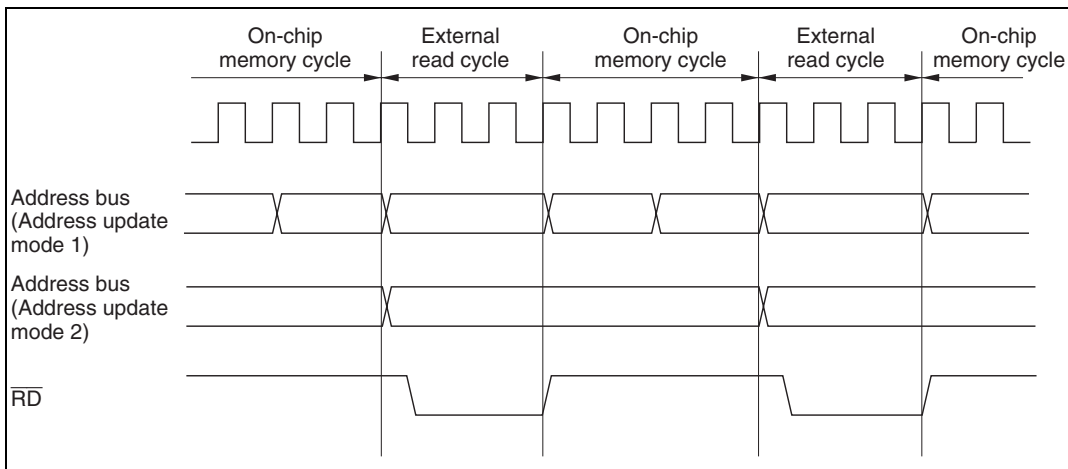 On-chip
memory cycle
External
read cycle
On-chip
memory cycle
External
read cycle
On-chip
memory cycle
Address bus
(Address update
mode 1)
Address bus
(Address update
mode 2)
RD